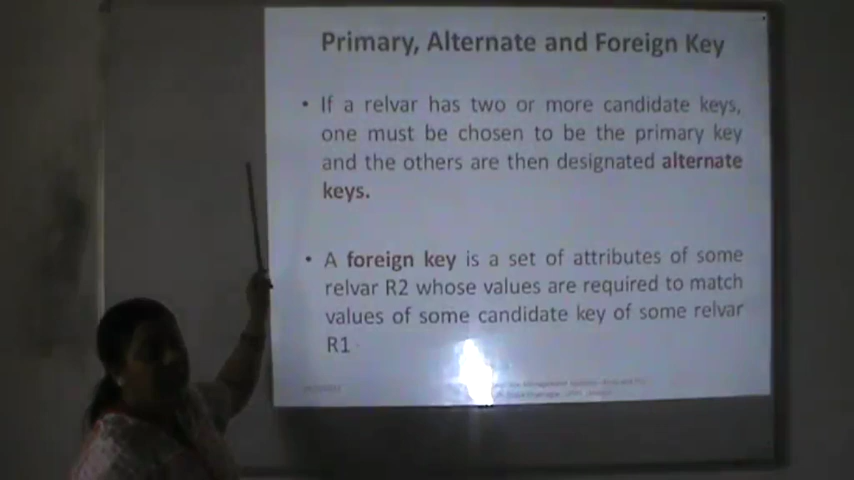 Primary, Alternate and Foreign Key
• If a relvar has two or more candidate keys,
one must be chosen to be the primary key
and the others are then designated alternate
keys.
• A foreign key is a set of attributes of some
relvar R2 whose values are required to match
values of some candidate key of some relvar
R1
Management